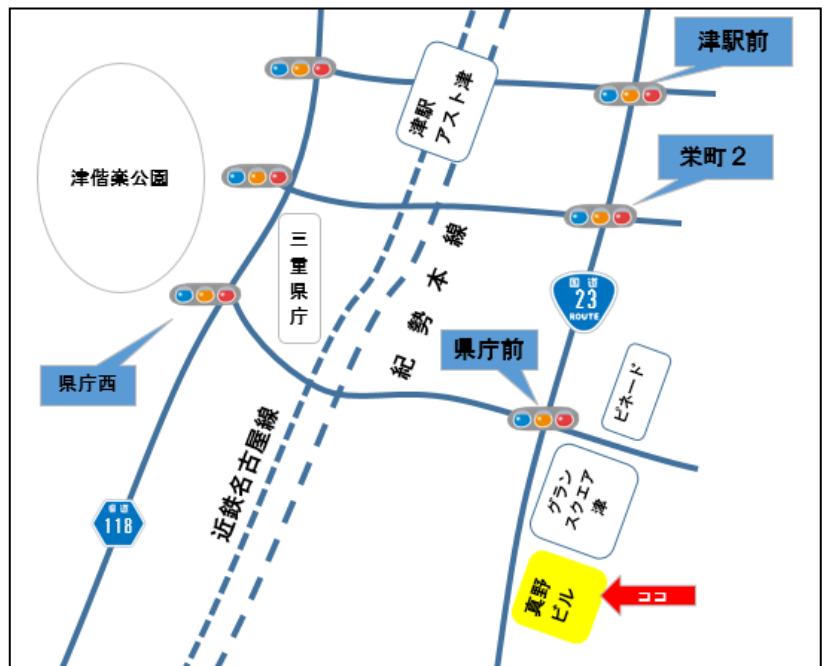 津駅前
津駅
アスト津
栄町２
津偕楽公園
三重県庁
紀勢本線
国道
23
ROUTE
県庁前
県庁西
ピネード
近鉄名古屋線
グラン
スクエア
津
県道
118
真野
ビル
ココ